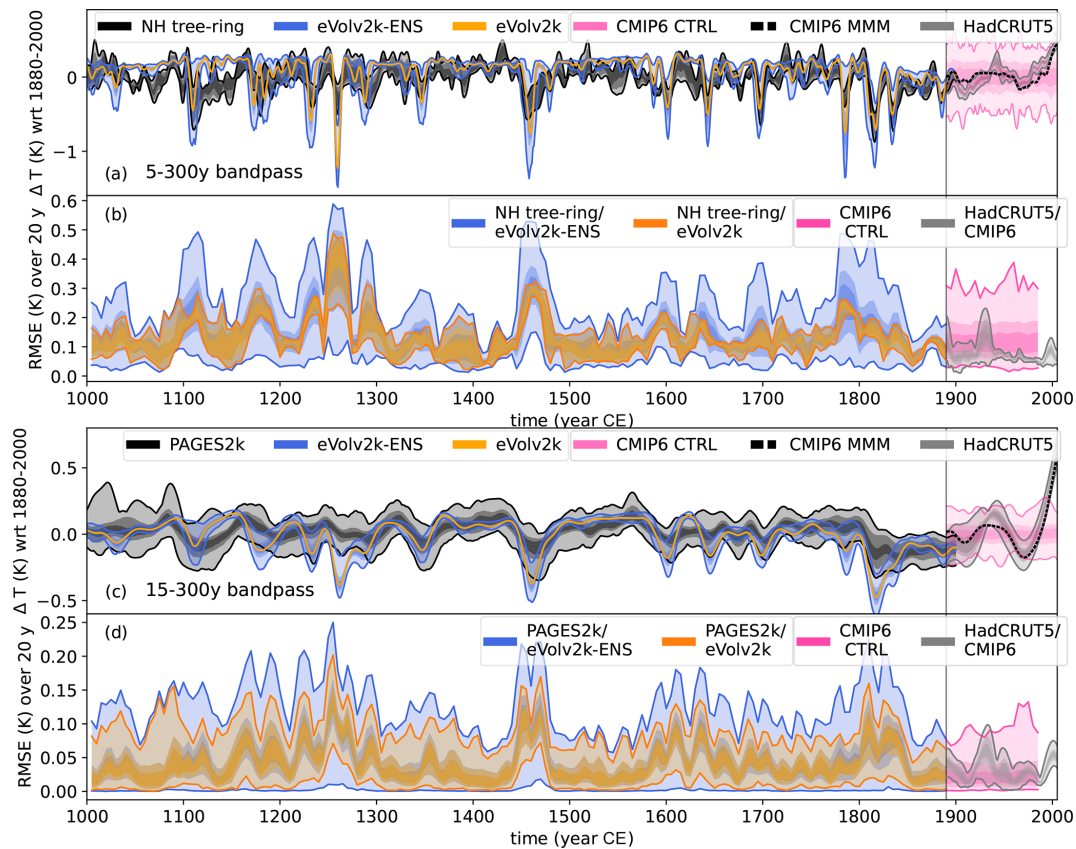 NH tree-ring eVolv2k-ENS eVolv2k CMIP6 CTRL CMIP6 MMM HadCRUT5
Δ T (K) wrt 1880-2000
0
−1
(a) 5-300y bandpass
(b)
NH tree-ring/ NH tree-ring/ CMIP6 HadCRUT5/
eVolv2k-ENS eVolv2k CTRL CMIP6
RMSE (K) over 20 y
0.6
0.5
0.4
0.3
0.2
0.1
0.0
1000 1100 1200 1300 1400 1500 1600 1700 1800 1900 2000
time (year CE)
PAGES2k eVolv2k-ENS eVolv2k CMIP6 CTRL CMIP6 MMM HadCRUT5
Δ T (K) wrt 1880-2000
0.5
0.0
−0.5
(c) 15-300y bandpass
(d)
PAGES2k/ PAGES2k/ CMIP6 HadCRUT5/
eVolv2k-ENS eVolv2k CTRL CMIP6
RMSE (K) over 20 y
0.25
0.20
0.15
0.10
0.05
0.00
1000 1100 1200 1300 1400 1500 1600 1700 1800 1900 2000
time (year CE)